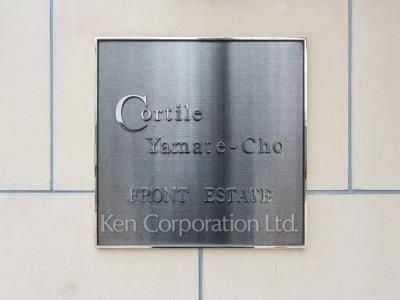 Cortile
Yamate-Cho
FRONT ESTATE
Ken Corporation Ltd.